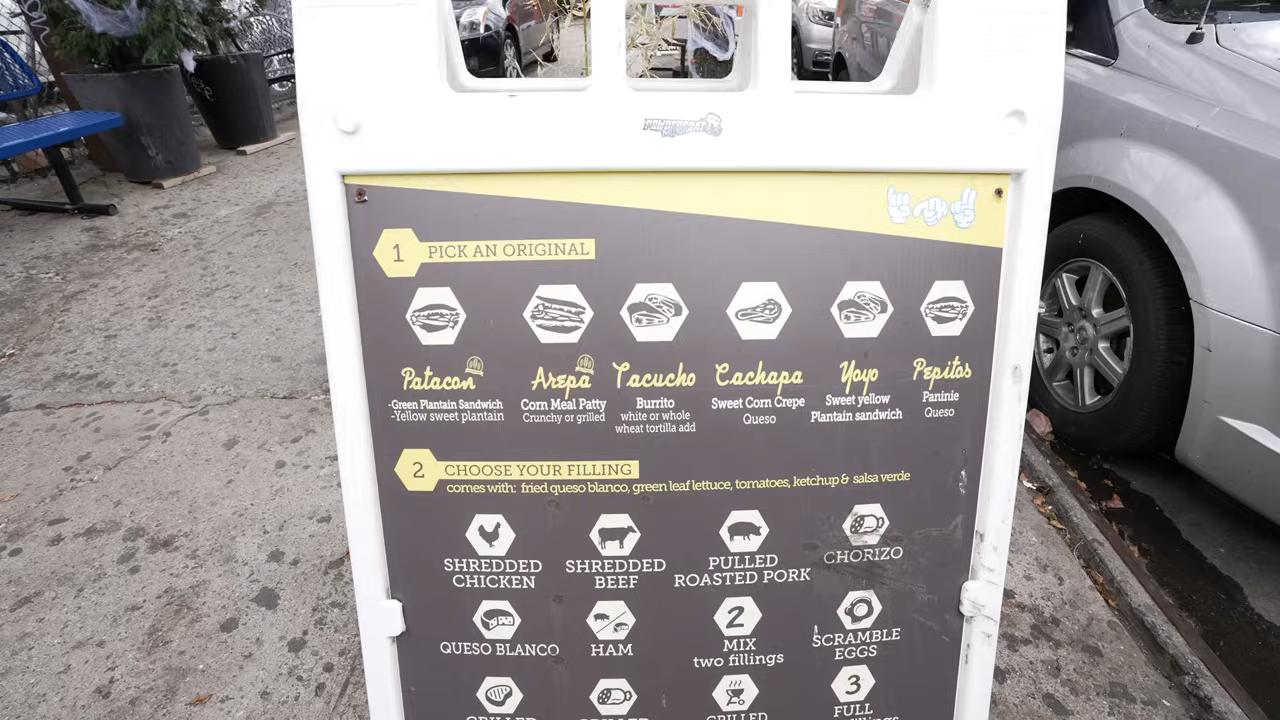 1 PICK AN ORIGINAL
Patacon
-Green Plantain Sandwich
-Yellow sweet plantain
Arepa
Corn Meal Patty
Crunchy or grilled
Tacucho
Burrito
white or whole
wheat tortilla add
Cachapa
Sweet Corn Crepe
Queso
Yoyo
Sweet yellow
Plantain sandwich
Pepitos
Paninie
Queso
2 CHOOSE YOUR FILLING
comes with: fried queso blanco, green leaf lettuce, tomatoes, ketchup & salsa verde
SHREDDED
CHICKEN
SHREDDED
BEEF
PULLED
ROASTED PORK
CHORIZO
QUESO BLANCO
HAM
2
MIX
two fillings
SCRAMBLE
EGGS
GRILLED
GRILLED
GRILLED
3
FULL